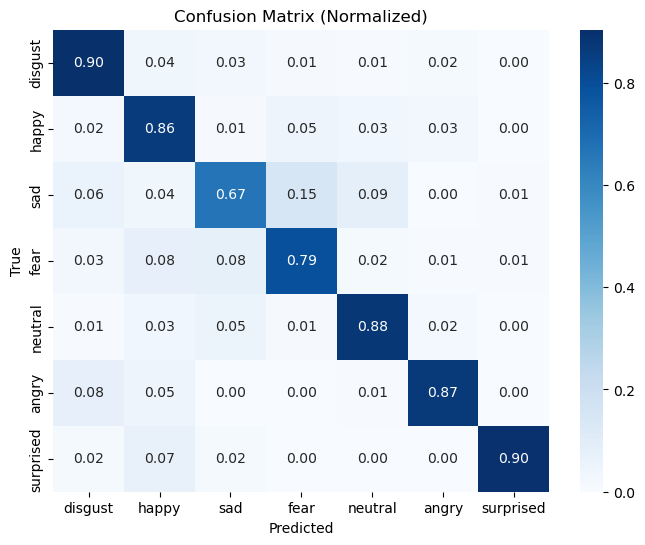 Confusion Matrix (Normalized)
disgust 0.90 0.04 0.03 0.01 0.01 0.02 0.00
happy 0.02 0.86 0.01 0.05 0.03 0.03 0.00
sad 0.06 0.04 0.67 0.15 0.09 0.00 0.01
fear 0.03 0.08 0.08 0.79 0.02 0.01 0.01
neutral 0.01 0.03 0.05 0.01 0.88 0.02 0.00
angry 0.08 0.05 0.00 0.00 0.01 0.87 0.00
surprised 0.02 0.07 0.02 0.00 0.00 0.00 0.90
True
disgust happy sad fear neutral angry surprised
Predicted
0.8
0.6
0.4
0.2
0.0